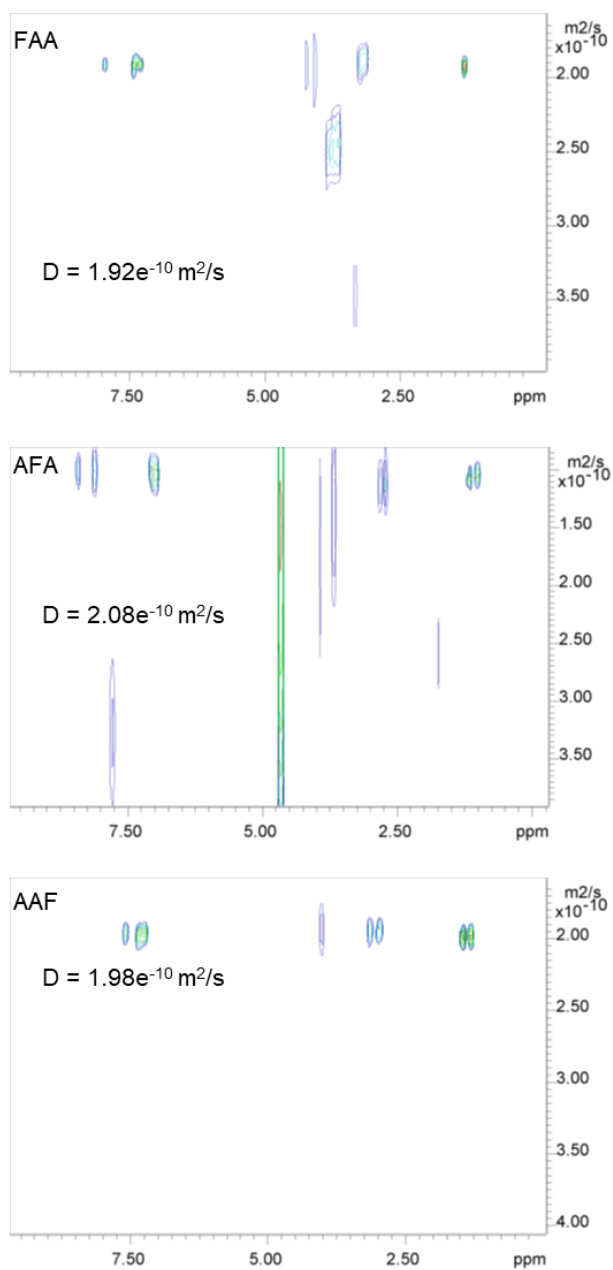 FAA
m2/s
x10⁻¹⁰
2.00
2.50
3.00
3.50
D = 1.92e⁻¹⁰ m²/s
7.50 5.00 2.50 ppm
AFA
m2/s
x10⁻¹⁰
1.50
2.00
2.50
3.00
3.50
D = 2.08e⁻¹⁰ m²/s
7.50 5.00 2.50 ppm
AAF
m2/s
x10⁻¹⁰
2.00
2.50
3.00
3.50
4.00
D = 1.98e⁻¹⁰ m²/s
7.50 5.00 2.50 ppm